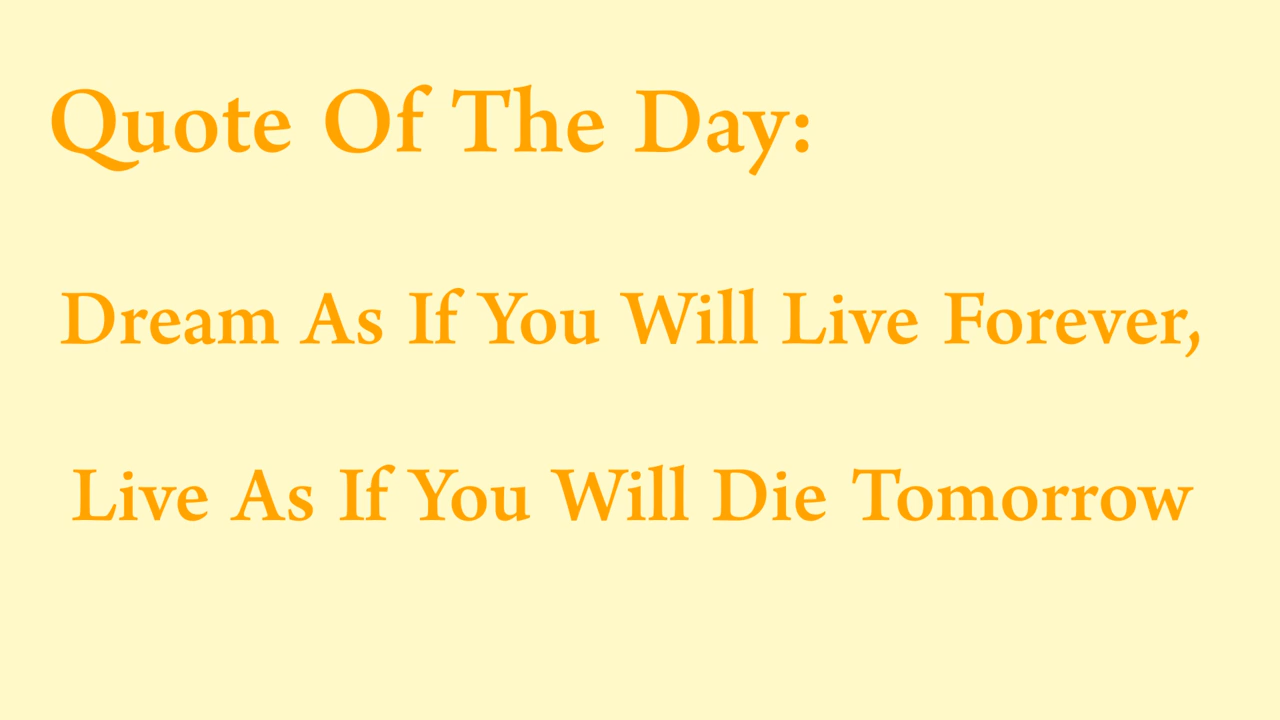 Quote Of The Day:
Dream As If You Will Live Forever,
Live As If You Will Die Tomorrow